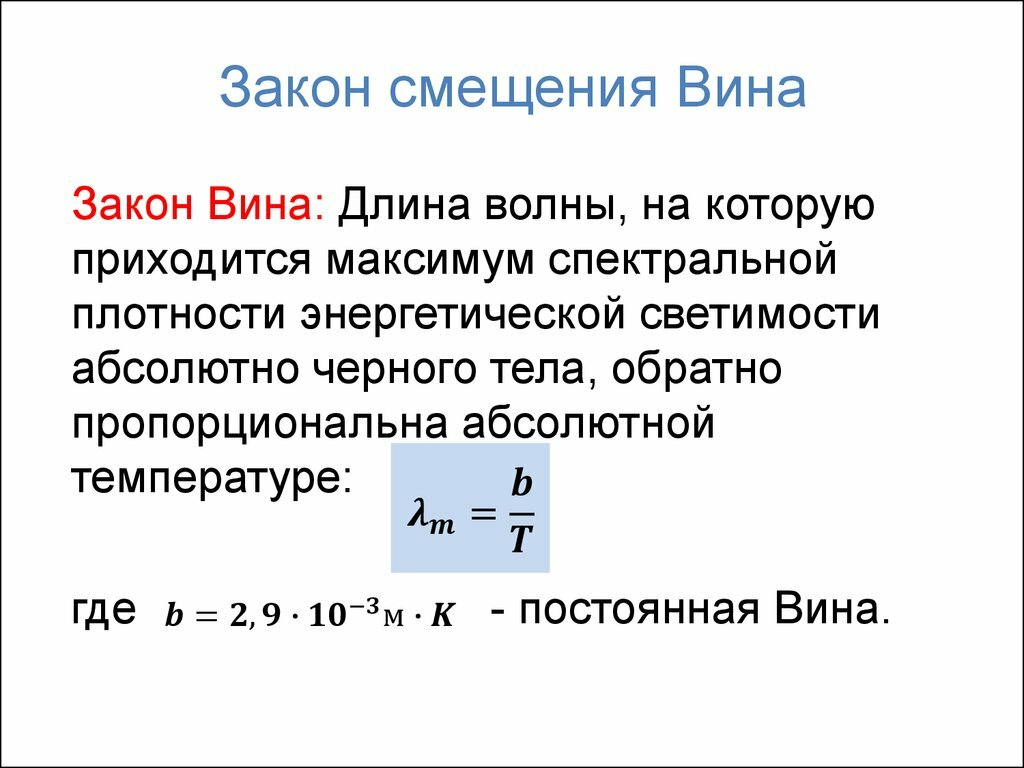 Закон смещения Вина
Закон Вина: Длина волны, на которую
приходится максимум спектральной
плотности энергетической светимости
абсолютно черного тела, обратно
пропорциональна абсолютной
температуре: λₘ = b/T
где b = 2,9 · 10⁻³ м · K - постоянная Вина.